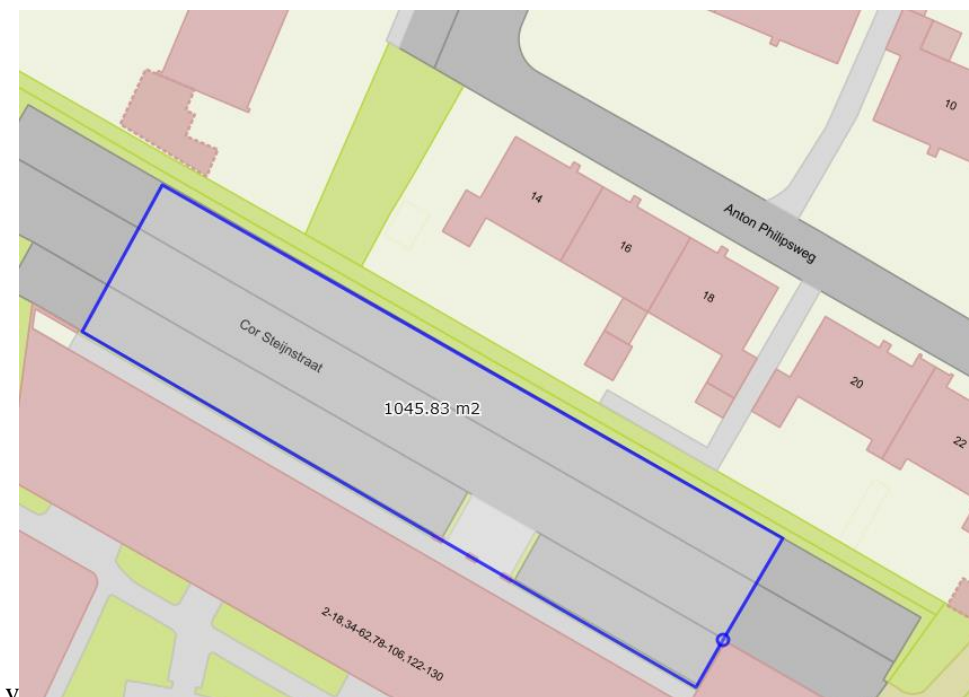 10
14
Anton Philipsweg
16
18
Cor Steijnstraat
20
1045.83 m2
22
2-18,34-62,78-106,122-130
v